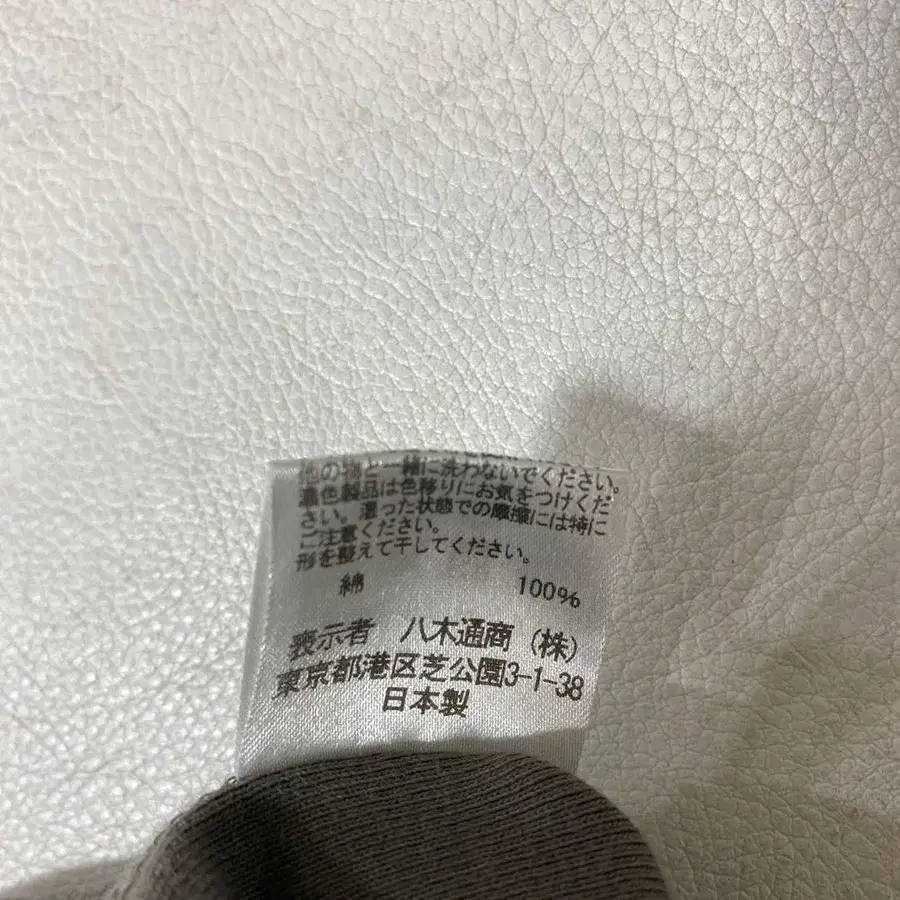 他の物と一緒に洗わないでください。
濃色製品は色移りにお気をつけくだ
さい。湿った状態での摩擦には特に
ご注意ください。
形を整えて干してください。
綿 100%
表示者 八木通商(株)
東京都港区芝公園3-1-38
日本製